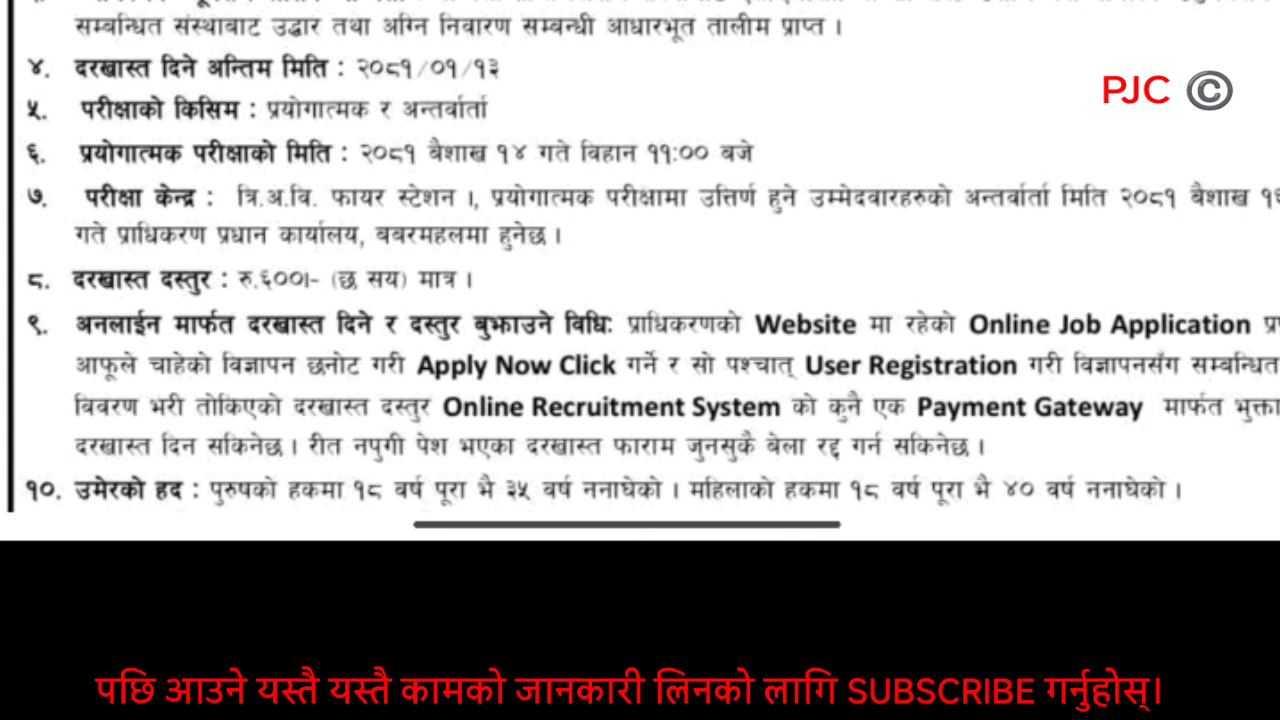 सम्बन्धित संस्थाबाट उद्धार तथा अग्नि निवारण सम्बन्धी आधारभूत तालीम प्राप्त ।
४. दरखास्त दिने अन्तिम मिति : २०८१/०१/१३
PJC ©
५. परीक्षाको किसिम : प्रयोगात्मक र अन्तर्वार्ता
६. प्रयोगात्मक परीक्षाको मिति : २०८१ बैशाख १४ गते विहान ११:०० बजे
७. परीक्षा केन्द्र : त्रि.अ.वि. फायर स्टेशन ।, प्रयोगात्मक परीक्षामा उत्तिर्ण हुने उम्मेदवारहरुको अन्तर्वार्ता मिति २०८१ बैशाख
गते प्राधिकरण प्रधान कार्यालय, बबरमहलमा हुनेछ ।
८. दरखास्त दस्तुर : रु.६००।- (छ सय) मात्र ।
९. अनलाईन मार्फत दरखास्त दिने र दस्तुर बुझाउने विधिः प्राधिकरणको Website मा रहेको Online Job Application
आफूले चाहेको विज्ञापन छनोट गरी Apply Now Click गर्ने र सो पश्चात् User Registration गरी विज्ञापनसँग सम्बन्धित
विवरण भरी तोकिएको दरखास्त दस्तुर Online Recruitment System को कुनै एक Payment Gateway मार्फत
दरखास्त दिन सकिनेछ । रीत नपुगी पेश भएका दरखास्त फाराम जुनसुकै बेला रद्द गर्न सकिनेछ ।
१०. उमेरको हद : पुरुषको हकमा १८ वर्ष पूरा भै ३५ वर्ष ननाघेको । महिलाको हकमा १८ वर्ष पूरा भै ४० वर्ष ननाघेको ।
पछि आउने यस्तै यस्तै कामको जानकारी लिनको लागि SUBSCRIBE गर्नुहोस्।